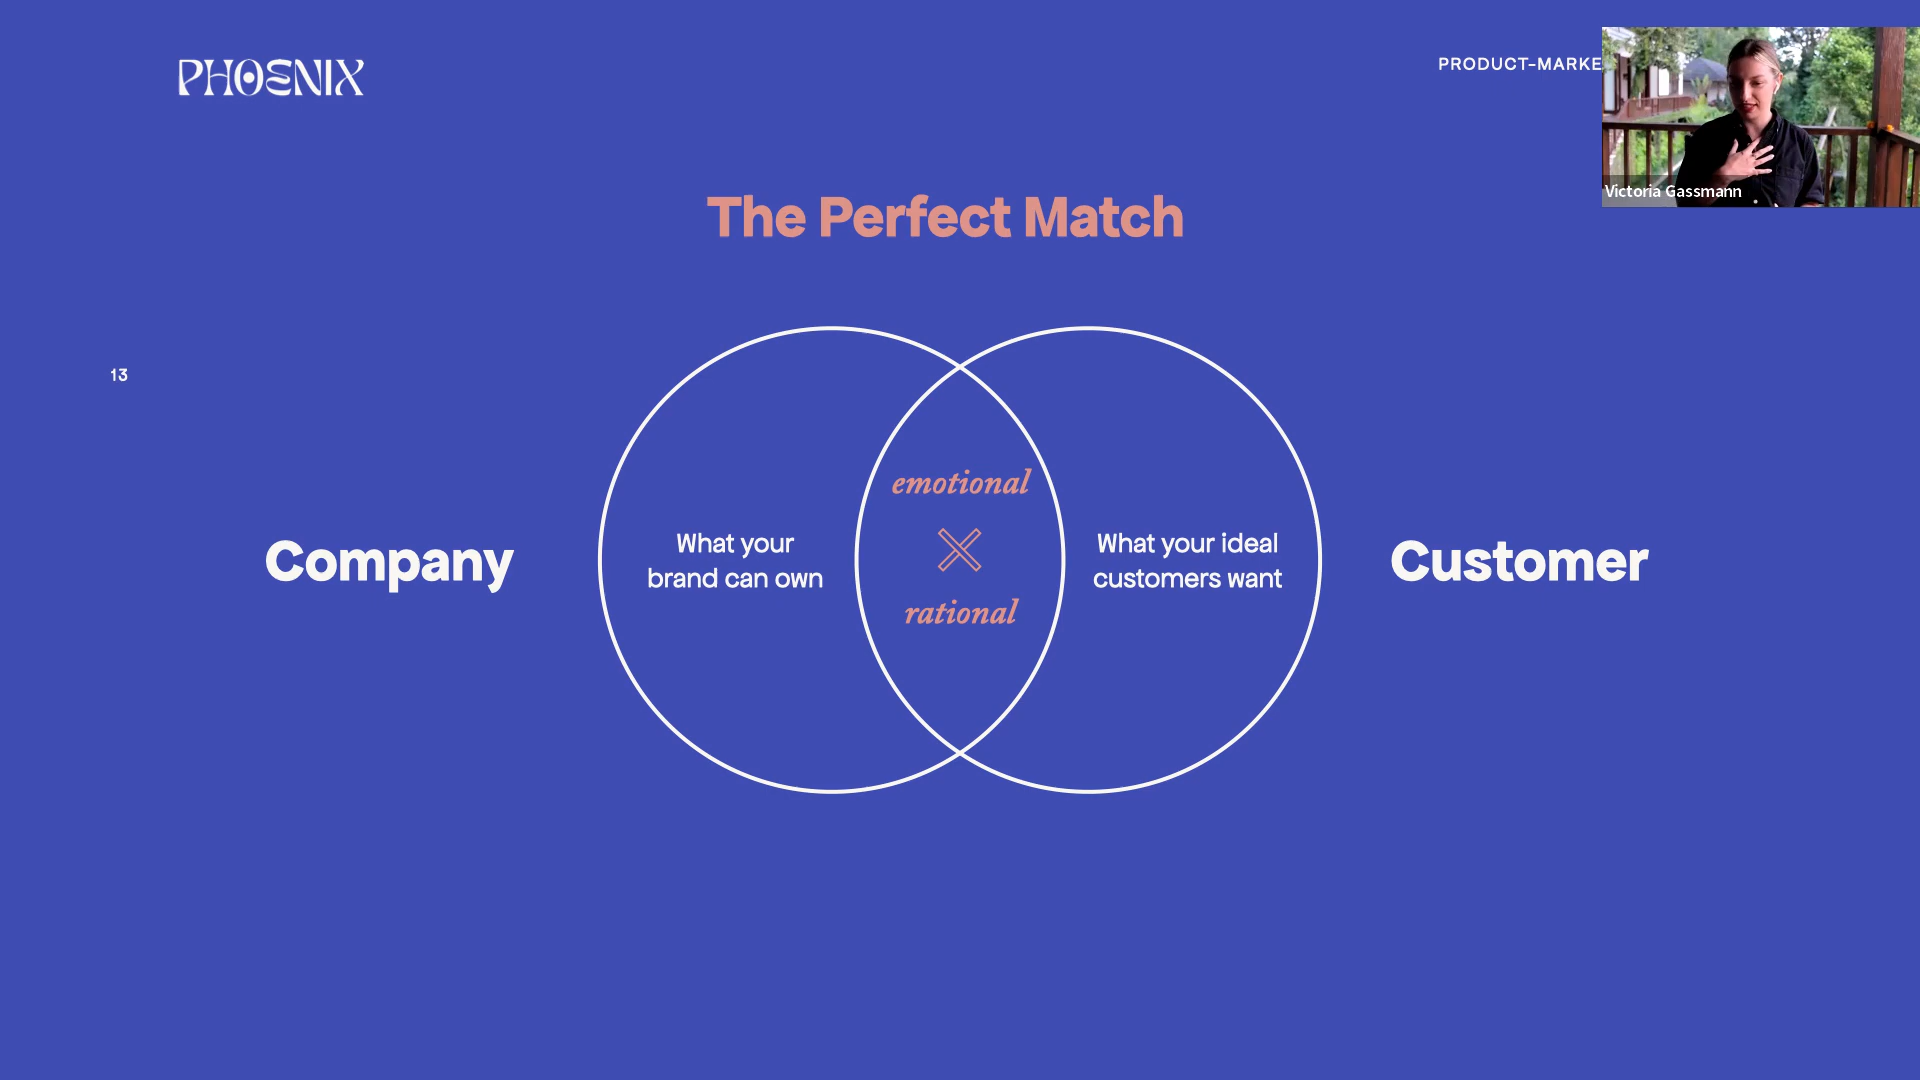 PHOENIX
PRODUCT-MARKE
Victoria Gassmann
The Perfect Match
13
emotional
What your
brand can own
What your ideal
customers want
Company
Customer
rational